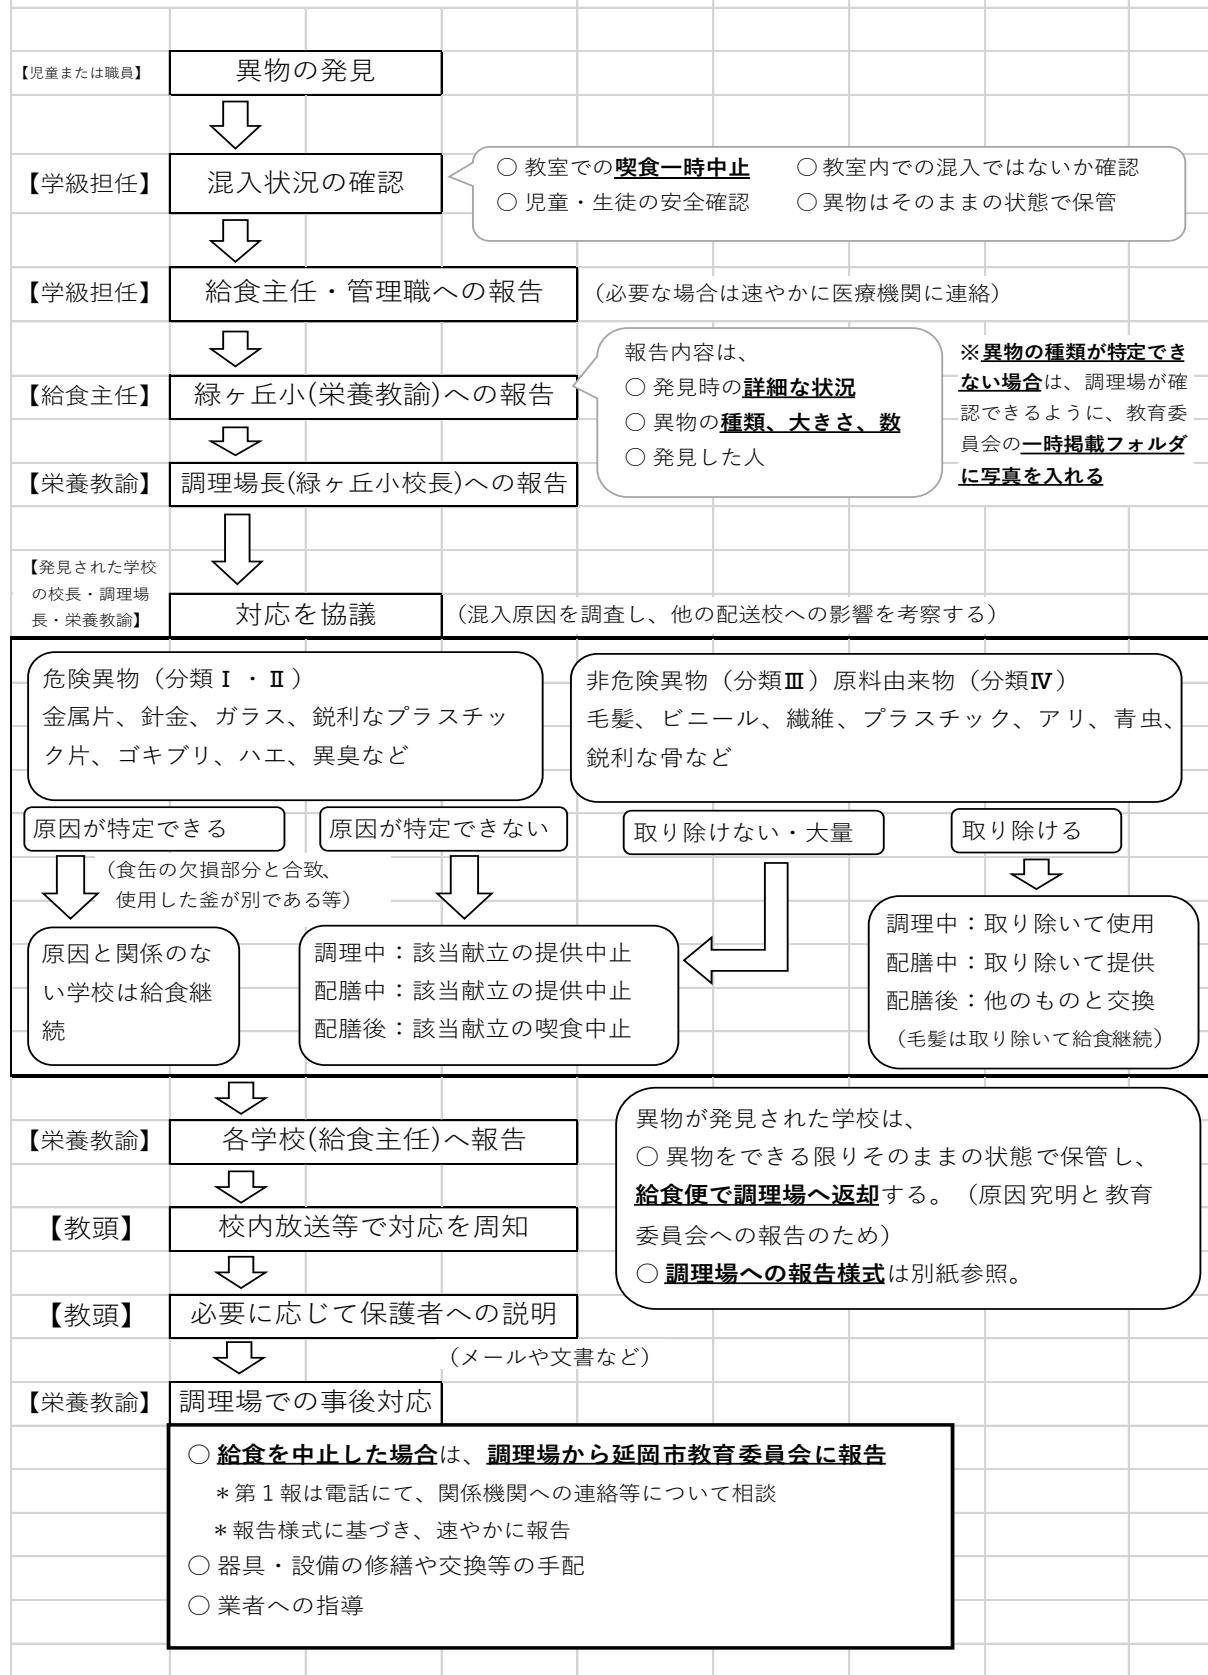 【児童または職員】
異物の発見
【学級担任】
混入状況の確認
○ 教室での喫食一時中止　　○ 教室内での混入ではないか確認
○ 児童・生徒の安全確認　　○ 異物はそのままの状態で保管
【学級担任】
給食主任・管理職への報告
（必要な場合は速やかに医療機関に連絡）
【給食主任】
緑ヶ丘小(栄養教諭)への報告
報告内容は、
○ 発見時の詳細な状況
○ 異物の種類、大きさ、数
○ 発見した人
※異物の種類が特定でき
ない場合は、調理場が確
認できるように、教育委
員会の一時掲載フォルダ
に写真を入れる
【栄養教諭】
調理場長(緑ヶ丘小校長)への報告
【発見された学校
の校長・調理場
長・栄養教諭】
対応を協議
（混入原因を調査し、他の配送校への影響を考察する）
危険異物（分類Ⅰ・Ⅱ）
金属片、針金、ガラス、鋭利なプラスチッ
ク片、ゴキブリ、ハエ、異臭など
非危険異物（分類Ⅲ）原料由来物（分類Ⅳ）
毛髪、ビニール、繊維、プラスチック、アリ、青虫、
鋭利な骨など
原因が特定できる
（食缶の欠損部分と合致、
使用した釜が別である等）
原因と関係のな
い学校は給食継
続
原因が特定できない
調理中：該当献立の提供中止
配膳中：該当献立の提供中止
配膳後：該当献立の喫食中止
取り除けない・大量
取り除ける
調理中：取り除いて使用
配膳中：取り除いて提供
配膳後：他のものと交換
（毛髪は取り除いて給食継続）
【栄養教諭】
各学校(給食主任)へ報告
【教頭】
校内放送等で対応を周知
【教頭】
必要に応じて保護者への説明
（メールや文書など）
異物が発見された学校は、
○ 異物をできる限りそのままの状態で保管し、
給食便で調理場へ返却する。（原因究明と教育
委員会への報告のため）
○ 調理場への報告様式は別紙参照。
【栄養教諭】
調理場での事後対応
○ 給食を中止した場合は、調理場から延岡市教育委員会に報告
＊第１報は電話にて、関係機関への連絡等について相談
＊報告様式に基づき、速やかに報告
○ 器具・設備の修繕や交換等の手配
○ 業者への指導